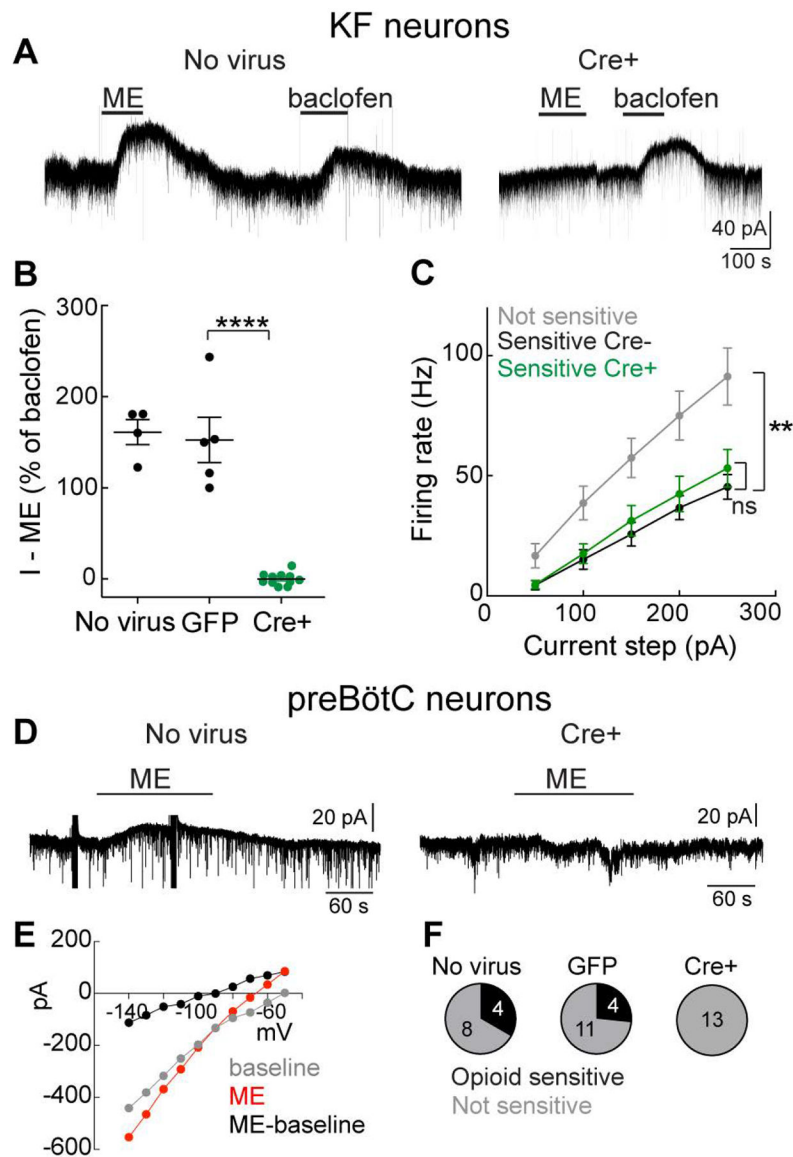 KF neurons
A
No virus
Cre+
ME
baclofen
ME
baclofen
40 pA
100 s
B
I - ME (% of baclofen)
300
200
100
0
****
No virus
GFP
Cre+
C
Firing rate (Hz)
100
50
0
Not sensitive
Sensitive Cre-
Sensitive Cre+
**
ns
0
100
200
300
Current step (pA)
preBötC neurons
D
No virus
Cre+
ME
ME
20 pA
60 s
20 pA
60 s
E
pA
200
0
-200
-400
-600
-140
-100
-60
mV
baseline
ME
ME-baseline
F
No virus
GFP
Cre+
4
8
4
11
13
Opioid sensitive
Not sensitive